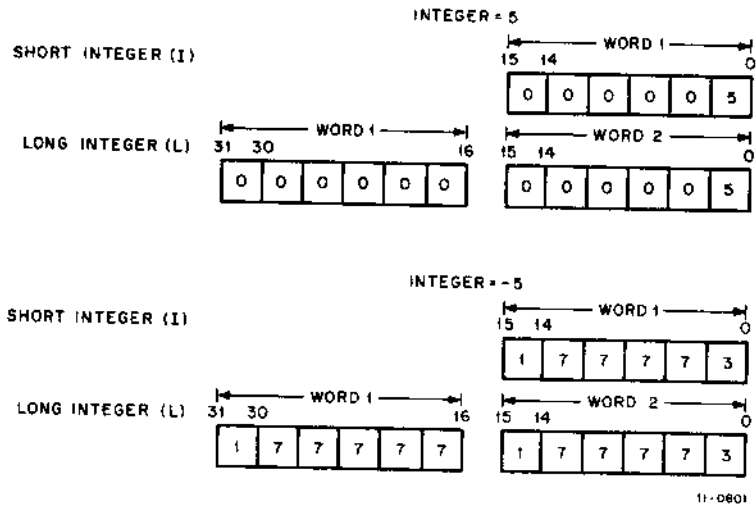 INTEGER = 5
WORD 1
SHORT INTEGER (I)
15 14 0
0 0 0 0 0 5
WORD 1 WORD 2
LONG INTEGER (L) 31 30 16 15 14 0
0 0 0 0 0 0 0 0 0 0 0 5
INTEGER = -5
WORD 1
SHORT INTEGER (I) 15 14 0
1 7 7 7 7 3
WORD 1 WORD 2
LONG INTEGER (L) 31 30 16 15 14 0
1 7 7 7 7 7 1 7 7 7 7 3
11-0801